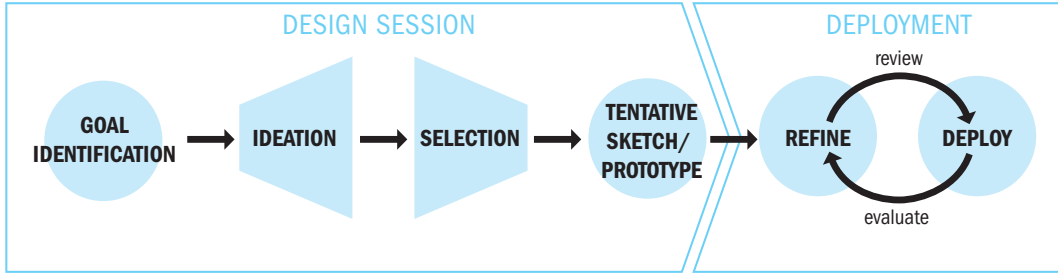 DESIGN SESSION
DEPLOYMENT
GOAL
IDENTIFICATION
IDEATION
SELECTION
TENTATIVE
SKETCH/
PROTOTYPE
review
REFINE
DEPLOY
evaluate